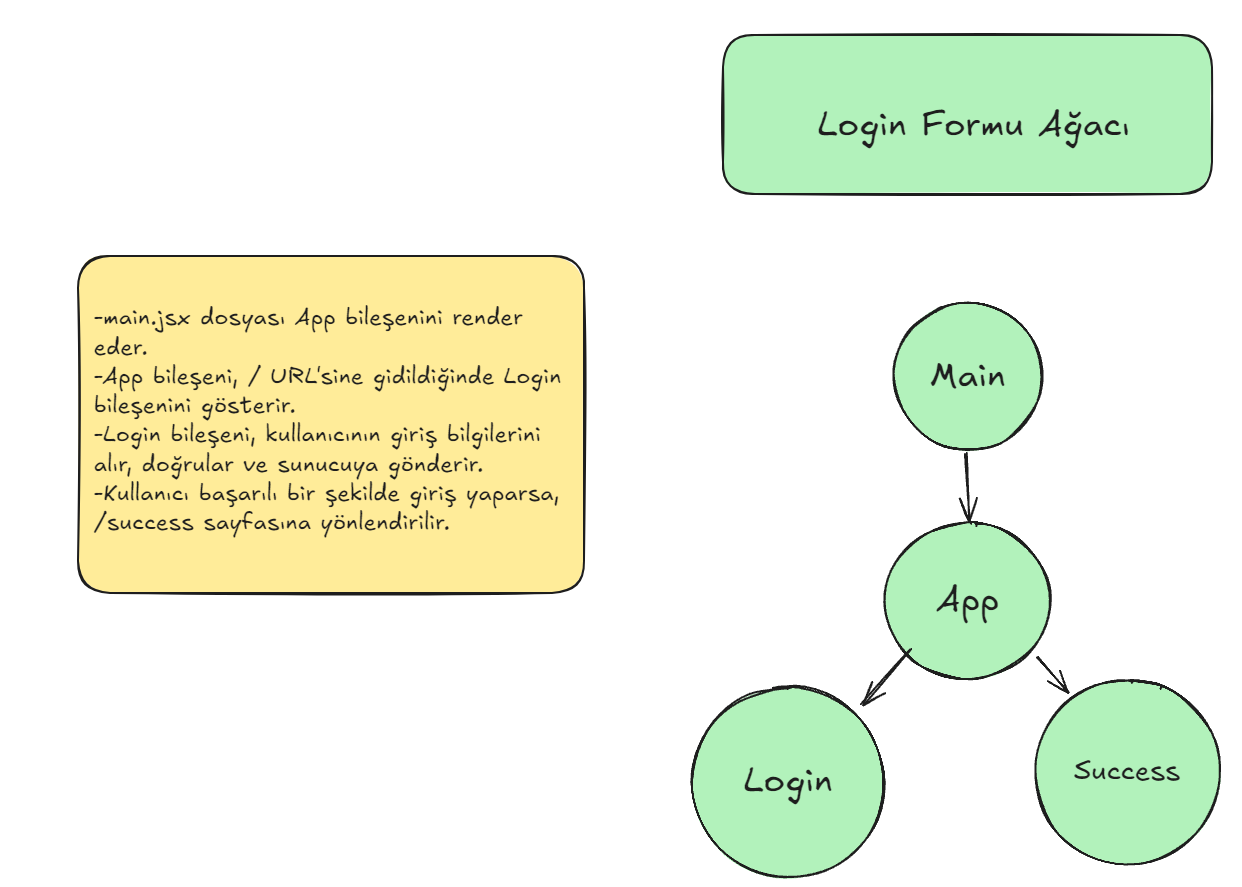 Login Formu Ağacı
-main.jsx dosyası App bileşenini render
eder.
-App bileşeni, / URL'sine gidildiğinde Login
bileşenini gösterir.
-Login bileşeni, kullanıcının giriş bilgilerini
alır, doğrular ve sunucuya gönderir.
-Kullanıcı başarılı bir şekilde giriş yaparsa,
/success sayfasına yönlendirilir.
Main
App
Login
Success